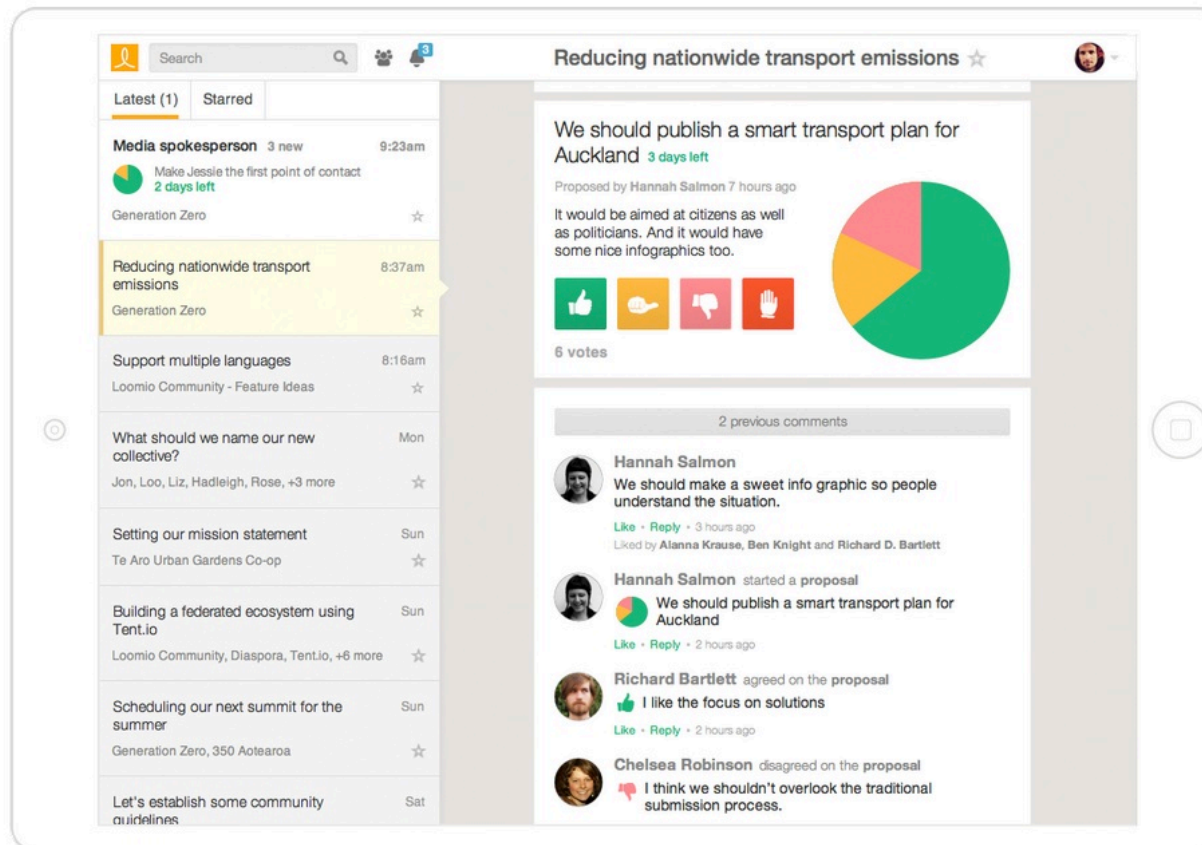 Search
3
Reducing nationwide transport emissions
Latest (1)
Starred
Media spokesperson 3 new 9:23am
Make Jessie the first point of contact
2 days left
Generation Zero
Reducing nationwide transport 8:37am
emissions
Generation Zero
Support multiple languages 8:16am
Loomio Community - Feature Ideas
What should we name our new Mon
collective?
Jon, Loo, Liz, Hadleigh, Rose, +3 more
Setting our mission statement Sun
Te Aro Urban Gardens Co-op
Building a federated ecosystem using Sun
Tent.io
Loomio Community, Diaspora, Tent.io, +6 more
Scheduling our next summit for the Sun
summer
Generation Zero, 350 Aotearoa
Let's establish some community Sat
guidelines
We should publish a smart transport plan for
Auckland 3 days left
Proposed by Hannah Salmon 7 hours ago
It would be aimed at citizens as well
as politicians. And it would have
some nice infographics too.
6 votes
2 previous comments
Hannah Salmon
We should make a sweet info graphic so people
understand the situation.
Like • Reply • 3 hours ago
Liked by Alanna Krause, Ben Knight and Richard D. Bartlett
Hannah Salmon started a proposal
We should publish a smart transport plan for
Auckland
Like • Reply • 2 hours ago
Richard Bartlett agreed on the proposal
I like the focus on solutions
Like • Reply • 2 hours ago
Chelsea Robinson disagreed on the proposal
I think we shouldn't overlook the traditional
submission process.